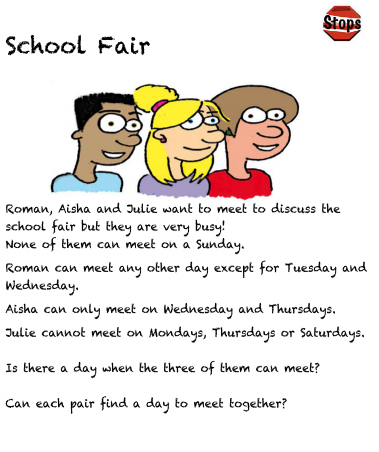 Stops
School Fair
Roman, Aisha and Julie want to meet to discuss the
school fair but they are very busy!
None of them can meet on a Sunday.
Roman can meet any other day except for Tuesday and
Wednesday.
Aisha can only meet on Wednesday and Thursdays.
Julie cannot meet on Mondays, Thursdays or Saturdays.
Is there a day when the three of them can meet?
Can each pair find a day to meet together?